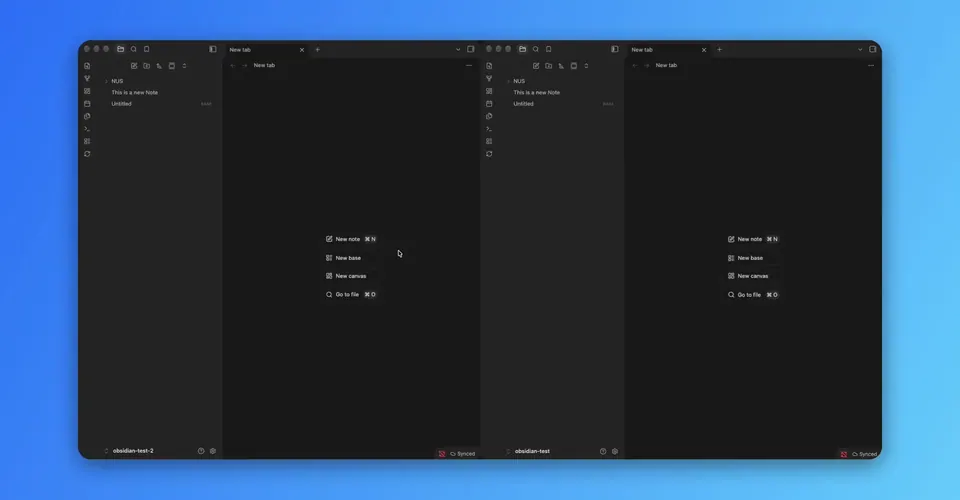 New tab
New tab
NUS
This is a new Note
Untitled
BASE
New note ⌘ N
New base
New canvas
Go to file ⌘ O
obsidian-test-2
Synced
New tab
New tab
NUS
This is a new Note
Untitled
BASE
New note ⌘ N
New base
New canvas
Go to file ⌘ O
obsidian-test
Synced